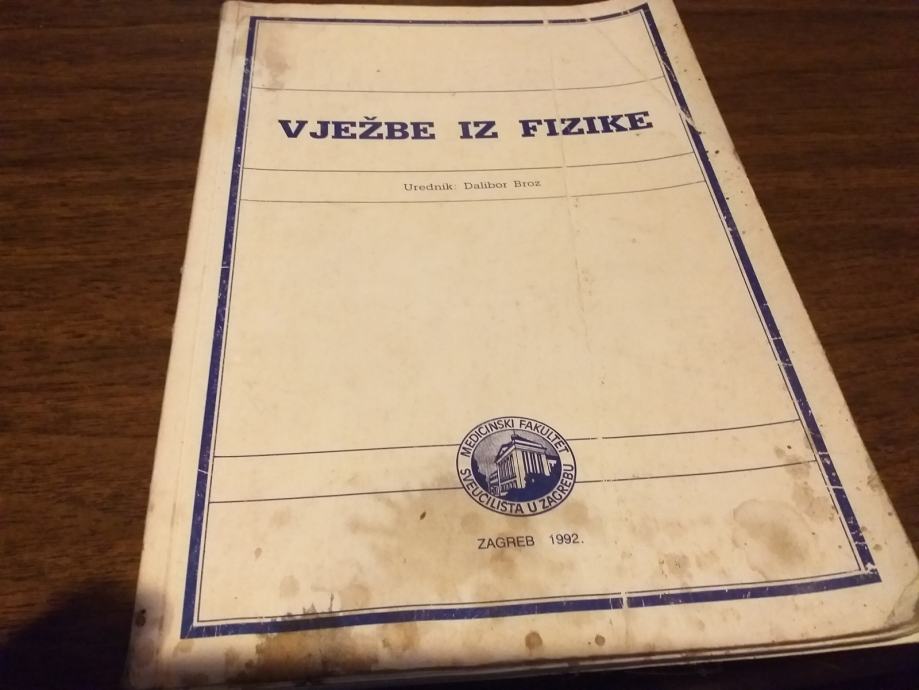 VJEŽBE IZ FIZIKE
Urednik: Dalibor Broz
MEDICINSKI FAKULTET
SVEUČILIŠTA U ZAGREBU
ZAGREB 1992.